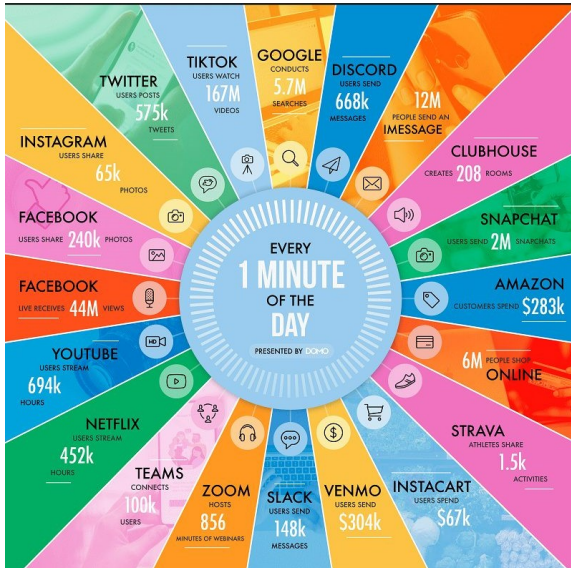 EVERY
1 MINUTE
OF THE
DAY
PRESENTED BY DOMO
GOOGLE
CONDUCTS
5.7M
SEARCHES
DISCORD
USERS SEND
668k
MESSAGES
12M
PEOPLE SEND AN
IMESSAGE
CLUBHOUSE
CREATES 208 ROOMS
SNAPCHAT
USERS SEND 2M SNAPCHATS
AMAZON
CUSTOMERS SPEND $283k
6M PEOPLE SHOP
ONLINE
STRAVA
ATHLETES SHARE
1.5k
ACTIVITIES
INSTACART
USERS SPEND
$67k
VENMO
USERS SEND
$304k
SLACK
USERS SEND
148k
MESSAGES
ZOOM
HOSTS
856
MINUTES OF WEBINARS
TEAMS
CONNECTS
100k
USERS
NETFLIX
USERS STREAM
452k
HOURS
YOUTUBE
USERS STREAM
694k
HOURS
HD
FACEBOOK
LIVE RECEIVES 44M VIEWS
FACEBOOK
USERS SHARE 240k PHOTOS
INSTAGRAM
USERS SHARE
65k
PHOTOS
TWITTER
USERS POSTS
575k
TWEETS
TIKTOK
USERS WATCH
167M
VIDEOS